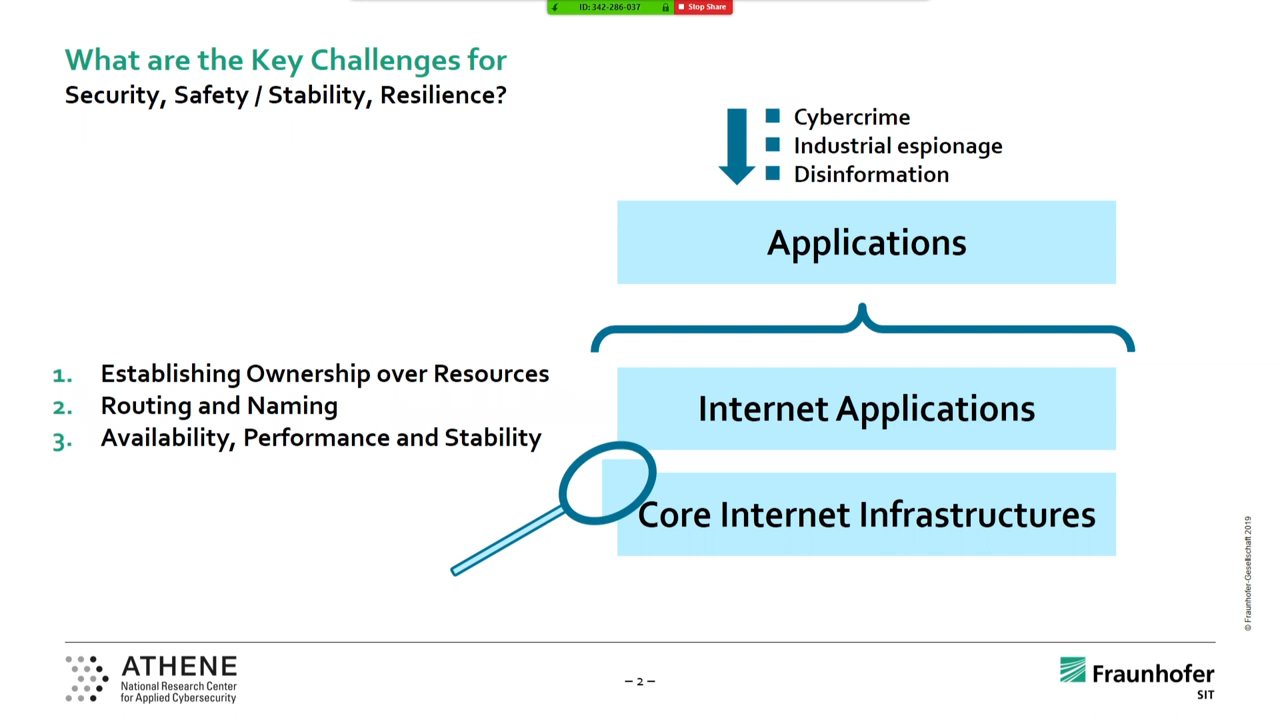 ID: 342-286-037
Stop Share
What are the Key Challenges for
Security, Safety / Stability, Resilience?
Cybercrime
Industrial espionage
Disinformation
Applications
1. Establishing Ownership over Resources
2. Routing and Naming
3. Availability, Performance and Stability
Internet Applications
Core Internet Infrastructures
© Fraunhofer-Gesellschaft 2019
ATHENE
National Research Center
for Applied Cybersecurity
– 2 –
Fraunhofer
SIT